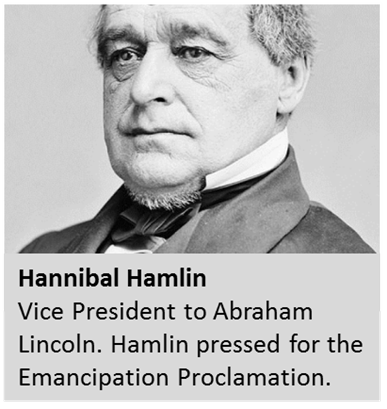 Hannibal Hamlin
Vice President to Abraham
Lincoln. Hamlin pressed for the
Emancipation Proclamation.